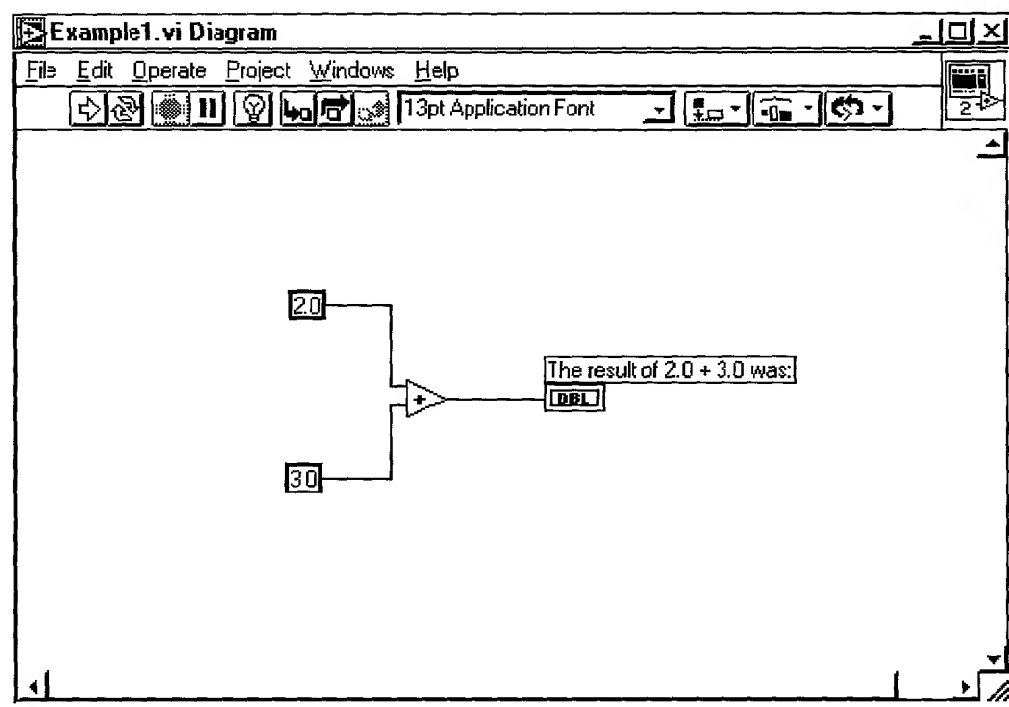 Example1.vi Diagram
File Edit Operate Project Windows Help
13pt Application Font
2
2.0
The result of 2.0 + 3.0 was:
+
DBL
3.0